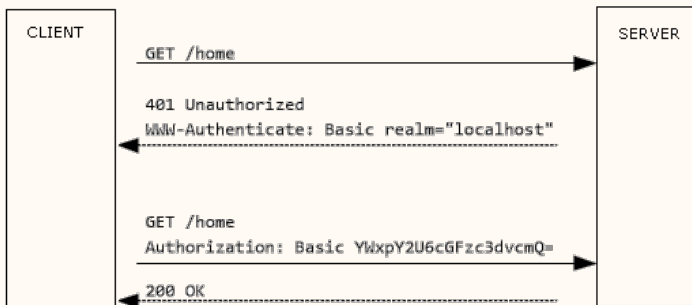 CLIENT
SERVER
GET /home
401 Unauthorized
WWW-Authenticate: Basic realm="localhost"
GET /home
Authorization: Basic YWxpY2U6cGFzc3dvcmQ=
200 OK